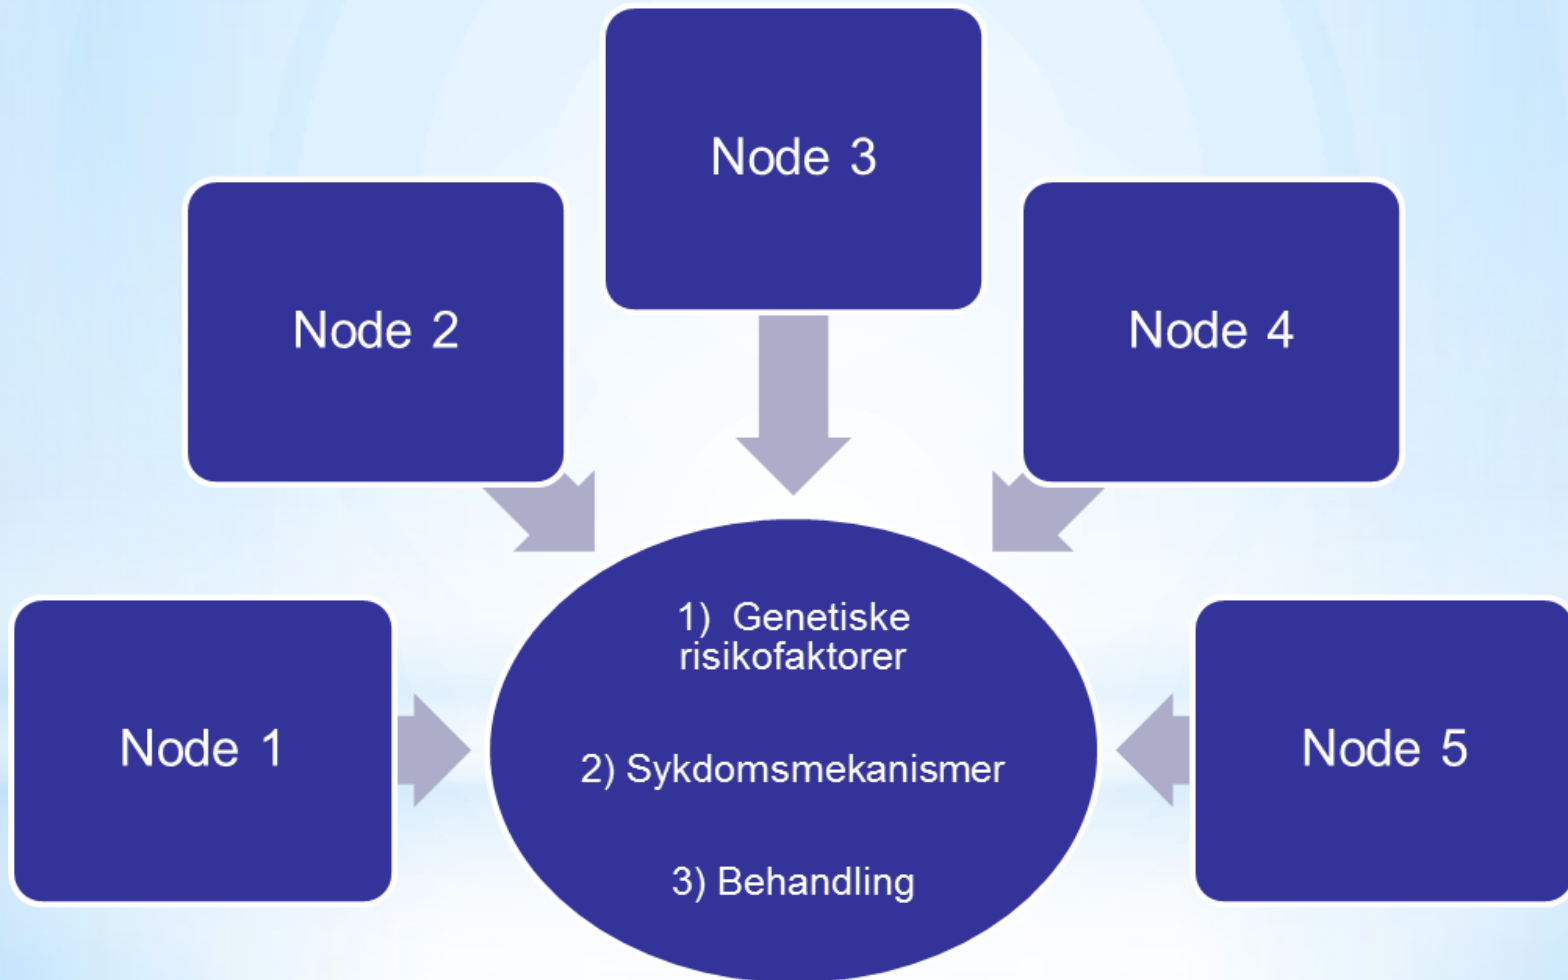 Node 3
Node 2
Node 4
1) Genetiske
risikofaktorer
Node 1
2) Sykdomsmekanismer
Node 5
3) Behandling